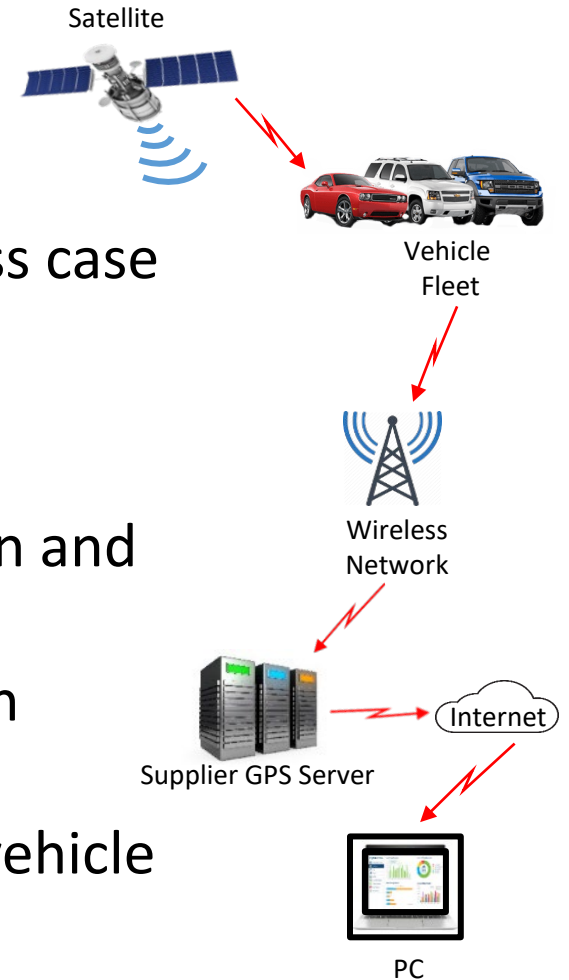 Satellite
ss case
Vehicle
Fleet
n and
Wireless
Network
n
Internet
Supplier GPS Server
vehicle
PC